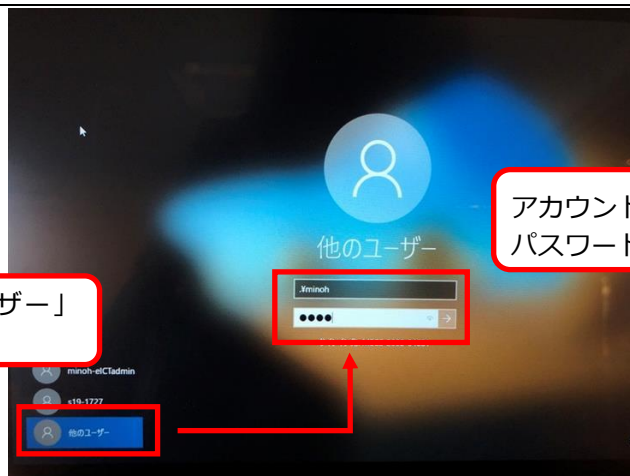 他のユーザー
アカウント
パスワード
.¥minoh
ザー」
minoh-eICTadmin
s19-1727
他のユーザー